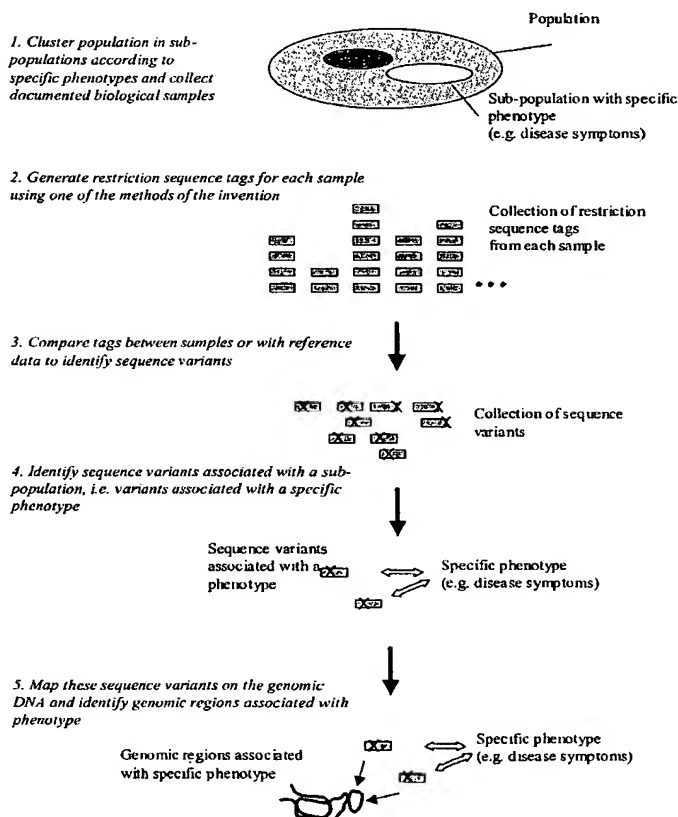 Population
1. Cluster population in sub-
populations according to
specific phenotypes and collect
documented biological samples
Sub-population with specific
phenotype
(e.g. disease symptoms)
2. Generate restriction sequence tags for each sample
using one of the methods of the invention
Collection of restriction
sequence tags
from each sample
3. Compare tags between samples or with reference
data to identify sequence variants
Collection of sequence
variants
4. Identify sequence variants associated with a sub-
population, i.e. variants associated with a specific
phenotype
Sequence variants
associated with a
phenotype
Specific phenotype
(e.g. disease symptoms)
5. Map these sequence variants on the genomic
DNA and identify genomic regions associated with
phenotype
Genomic regions associated
with specific phenotype
Specific phenotype
(e.g. disease symptoms)